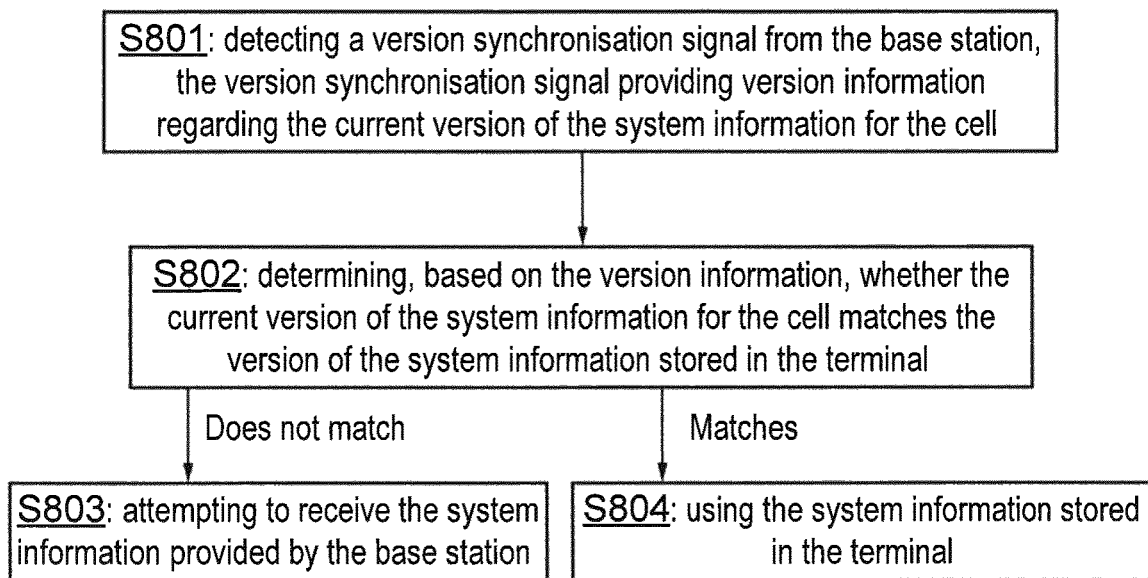 S801: detecting a version synchronisation signal from the base station,
the version synchronisation signal providing version information
regarding the current version of the system information for the cell
S802: determining, based on the version information, whether the
current version of the system information for the cell matches the
version of the system information stored in the terminal
Does not match
Matches
S803: attempting to receive the system
information provided by the base station
S804: using the system information stored
in the terminal